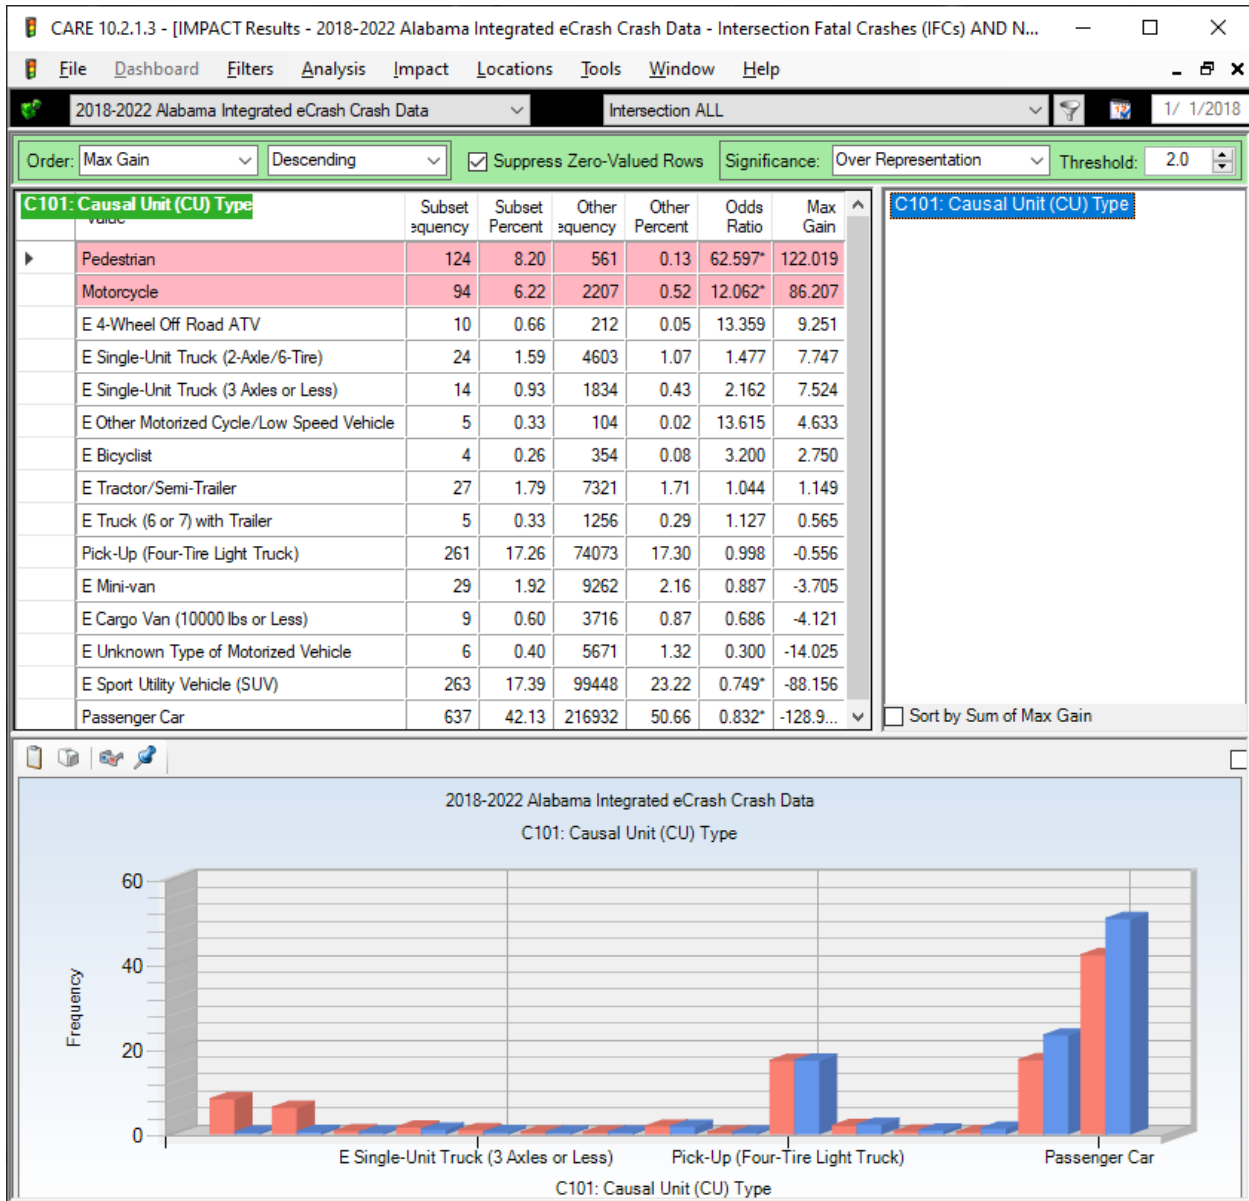 CARE 10.2.1.3 - [IMPACT Results - 2018-2022 Alabama Integrated eCrash Crash Data - Intersection Fatal Crashes (IFCs) AND N...
File Dashboard Filters Analysis Impact Locations Tools Window Help
2018-2022 Alabama Integrated eCrash Crash Data Intersection ALL 1/ 1/2018
Order: Max Gain Descending Suppress Zero-Valued Rows Significance: Over Representation Threshold: 2.0
C101: Causal Unit (CU) Type Subset equency Subset Percent Other equency Other Percent Odds Ratio Max Gain
Pedestrian 124 8.20 561 0.13 62.597* 122.019
Motorcycle 94 6.22 2207 0.52 12.062* 86.207
E 4-Wheel Off Road ATV 10 0.66 212 0.05 13.359 9.251
E Single-Unit Truck (2-Axle/6-Tire) 24 1.59 4603 1.07 1.477 7.747
E Single-Unit Truck (3 Axles or Less) 14 0.93 1834 0.43 2.162 7.524
E Other Motorized Cycle/Low Speed Vehicle 5 0.33 104 0.02 13.615 4.633
E Bicyclist 4 0.26 354 0.08 3.200 2.750
E Tractor/Semi-Trailer 27 1.79 7321 1.71 1.044 1.149
E Truck (6 or 7) with Trailer 5 0.33 1256 0.29 1.127 0.565
Pick-Up (Four-Tire Light Truck) 261 17.26 74073 17.30 0.998 -0.556
E Mini-van 29 1.92 9262 2.16 0.887 -3.705
E Cargo Van (10000 lbs or Less) 9 0.60 3716 0.87 0.686 -4.121
E Unknown Type of Motorized Vehicle 6 0.40 5671 1.32 0.300 -14.025
E Sport Utility Vehicle (SUV) 263 17.39 99448 23.22 0.749* -88.156
Passenger Car 637 42.13 216932 50.66 0.832* -128.9...
C101: Causal Unit (CU) Type
Sort by Sum of Max Gain
2018-2022 Alabama Integrated eCrash Crash Data
C101: Causal Unit (CU) Type
60
40
20
0
Frequency
E Single-Unit Truck (3 Axles or Less) Pick-Up (Four-Tire Light Truck) Passenger Car
C101: Causal Unit (CU) Type